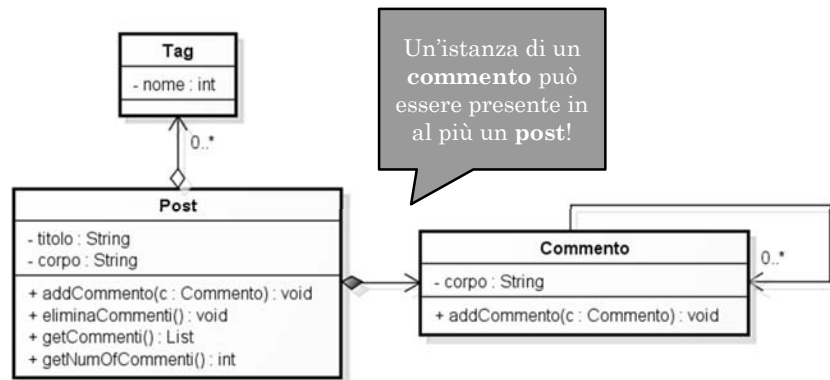 Tag
- nome : int
0..*
Un'istanza di un
commento può
essere presente in
al più un post!
Post
- titolo : String
- corpo : String
+ addCommento(c : Commento) : void
+ eliminaCommenti() : void
+ getCommenti() : List
+ getNumOfCommenti() : int
Commento
- corpo : String
+ addCommento(c : Commento) : void
0..*